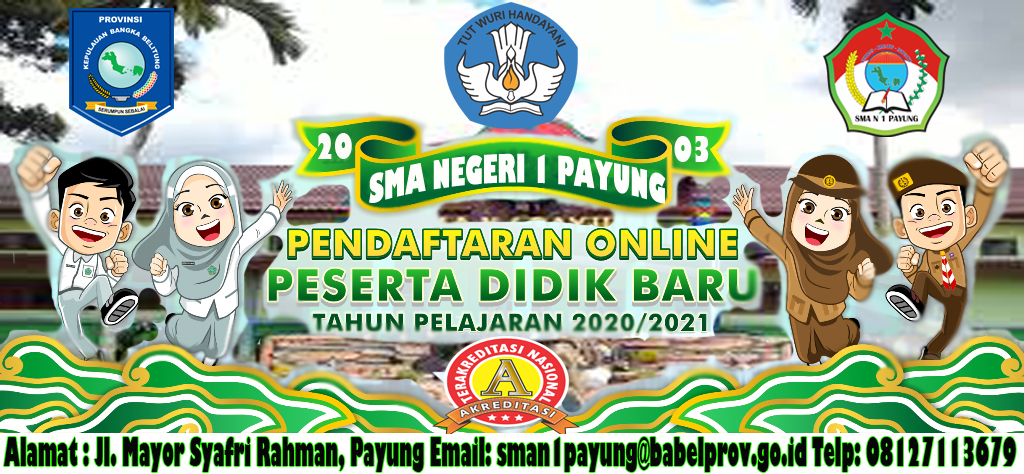 PROVINSI
KEPULAUAN BANGKA BELITUNG
SERUMPUN SEBALAI
TUT WURI HANDAYANI
SMA N 1 PAYUNG
20 03
SMA NEGERI 1 PAYUNG
PENDAFTARAN ONLINE
PESERTA DIDIK BARU
TAHUN PELAJARAN 2020/2021
TERAKREDITASI NASIONAL
A
AKREDITASI
Alamat : Jl. Mayor Syafri Rahman, Payung Email: sman1payung@babelprov.go.id Telp: 08127113679